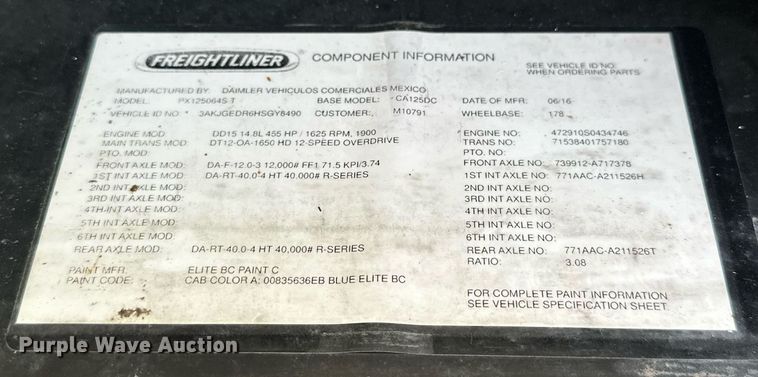 FREIGHTLINER COMPONENT INFORMATION
SEE VEHICLE ID NO.
WHEN ORDERING PARTS
MANUFACTURED BY: DAIMLER VEHICULOS COMERCIALES MEXICO
MODEL: PX125064S T BASE MODEL: CA125DC DATE OF MFR: 06/16
VEHICLE ID NO. 3AKJGEDR6HSGY8490 CUSTOMER: M10791 WHEELBASE: 178
ENGINE MOD: DD15 14.8L 455 HP / 1625 RPM, 1900 ENGINE NO: 472910S0434746
MAIN TRANS MOD: DT12-OA-1650 HD 12-SPEED OVERDRIVE TRANS NO: 71538401757180
PTO. MOD: PTO. NO:
FRONT AXLE MOD: DA-F-12.0-3 12,000# FF1 71.5 KPI/3.74 FRONT AXLE NO: 739912-A717378
1ST INT AXLE MOD: DA-RT-40.0-4 HT 40,000# R-SERIES 1ST INT AXLE NO: 771AAC-A211526H
2ND INT AXLE MOD: 2ND INT AXLE NO:
3RD INT AXLE MOD: 3RD INT AXLE NO:
4TH INT AXLE MOD: 4TH INT AXLE NO:
5TH INT AXLE MOD: 5TH INT AXLE NO:
6TH INT AXLE MOD: 6TH INT AXLE NO:
REAR AXLE MOD: DA-RT-40.0-4 HT 40,000# R-SERIES REAR AXLE NO: 771AAC-A211526T
RATIO: 3.08
PAINT MFR: ELITE BC PAINT C
PAINT CODE: CAB COLOR A: 00835636EB BLUE ELITE BC
FOR COMPLETE PAINT INFORMATION
SEE VEHICLE SPECIFICATION SHEET.
Purple Wave Auction